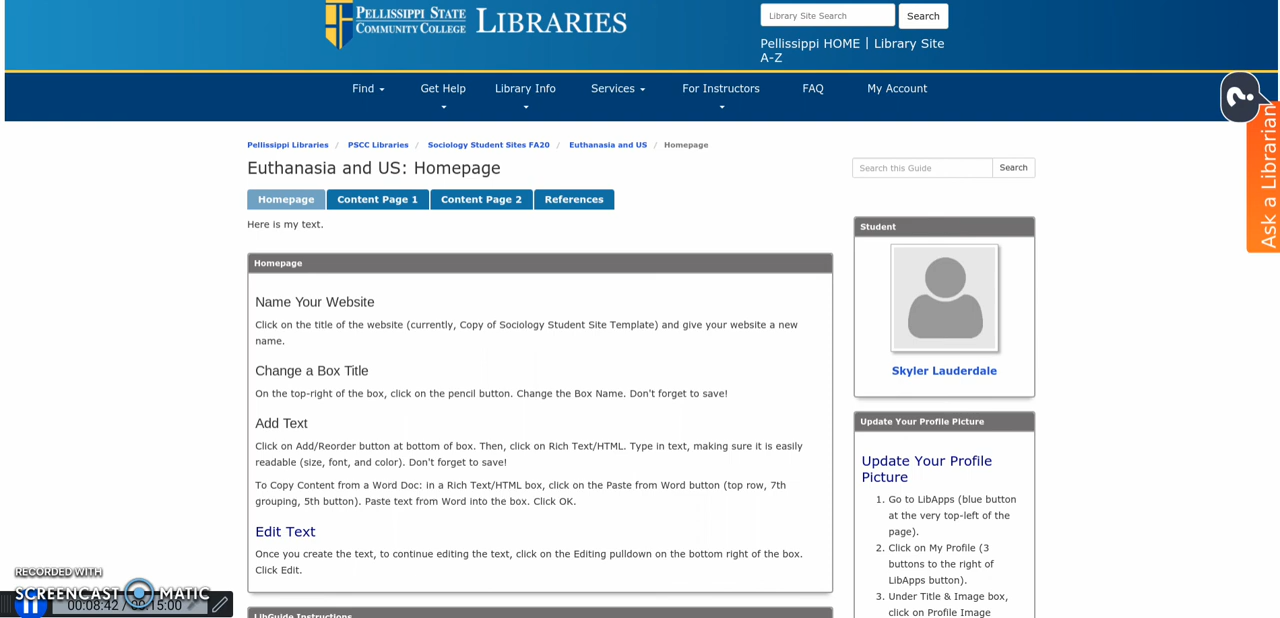 PELLISSIPPI STATE
COMMUNITY COLLEGE
LIBRARIES
Library Site Search
Search
Pellissippi HOME | Library Site
A-Z
Find
Get Help
Library Info
Services
For Instructors
FAQ
My Account
Ask a Librarian
Pellissippi Libraries / PSCC Libraries / Sociology Student Sites FA20 / Euthanasia and US / Homepage
Euthanasia and US: Homepage
Search this Guide
Search
Homepage
Content Page 1
Content Page 2
References
Here is my text.
Homepage
Name Your Website
Click on the title of the website (currently, Copy of Sociology Student Site Template) and give your website a new
name.
Change a Box Title
On the top-right of the box, click on the pencil button. Change the Box Name. Don't forget to save!
Add Text
Click on Add/Reorder button at bottom of box. Then, click on Rich Text/HTML. Type in text, making sure it is easily
readable (size, font, and color). Don't forget to save!
To Copy Content from a Word Doc: in a Rich Text/HTML box, click on the Paste from Word button (top row, 7th
grouping, 5th button). Paste text from Word into the box. Click OK.
Edit Text
Once you create the text, to continue editing the text, click on the Editing pulldown on the bottom right of the box.
Click Edit.
LibGuide Instructions
Student
Skyler Lauderdale
Update Your Profile Picture
Update Your Profile
Picture
1. Go to LibApps (blue button
at the very top-left of the
page).
2. Click on My Profile (3
buttons to the right of
LibApps button).
3. Under Title & Image box,
click on Profile Image
RECORDED WITH
SCREENCAST MATIC
00:08:42 / 00:15:00